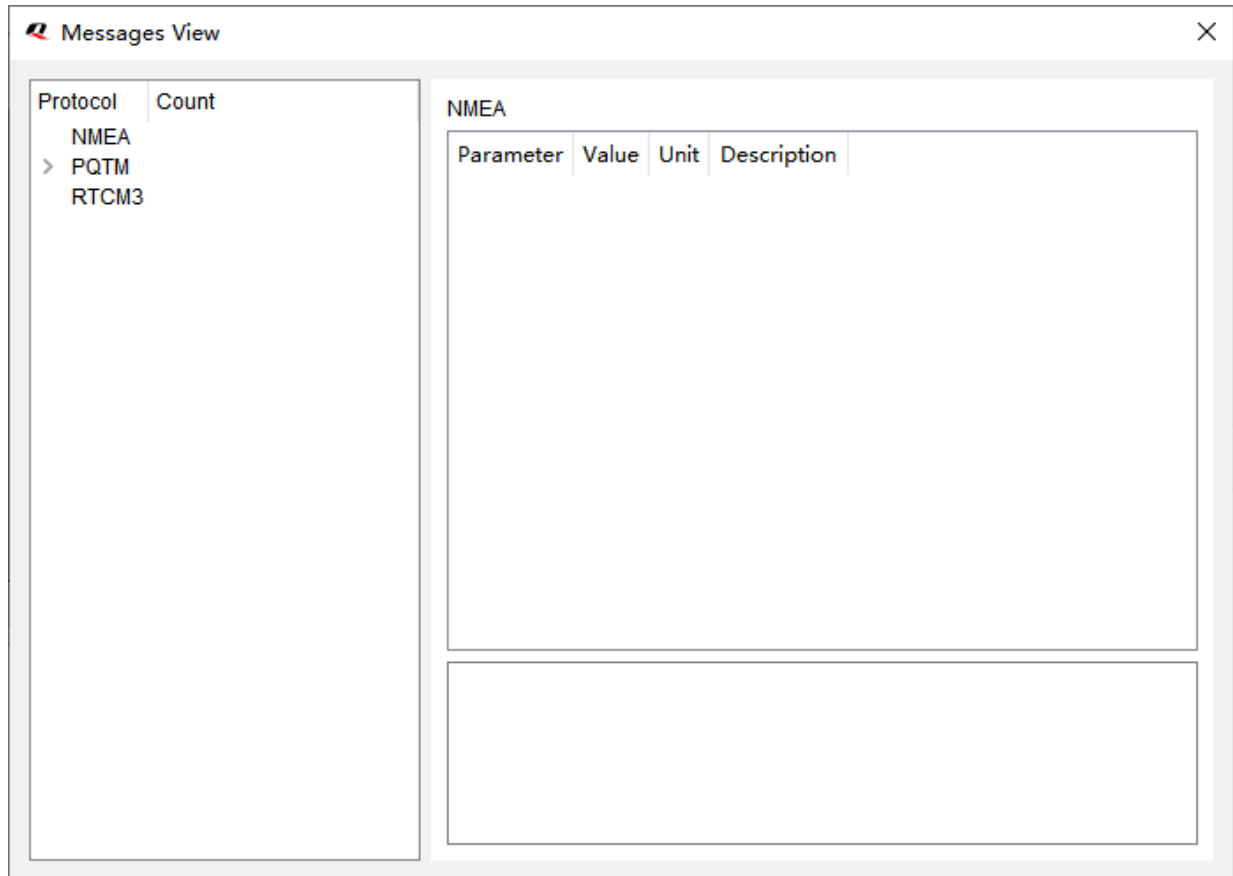 Messages View
Protocol Count
NMEA
PQTM
RTCM3
NMEA
Parameter Value Unit Description